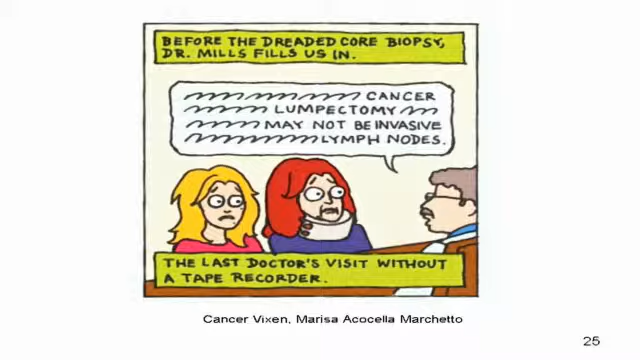 BEFORE THE DREADED CORE BIOPSY,
DR. MILLS FILLS US IN.
CANCER
LUMPECTOMY
MAY NOT BE INVASIVE
LYMPH NODES.
THE LAST DOCTOR'S VISIT WITHOUT
A TAPE RECORDER.
Cancer Vixen, Marisa Acocella Marchetto
25